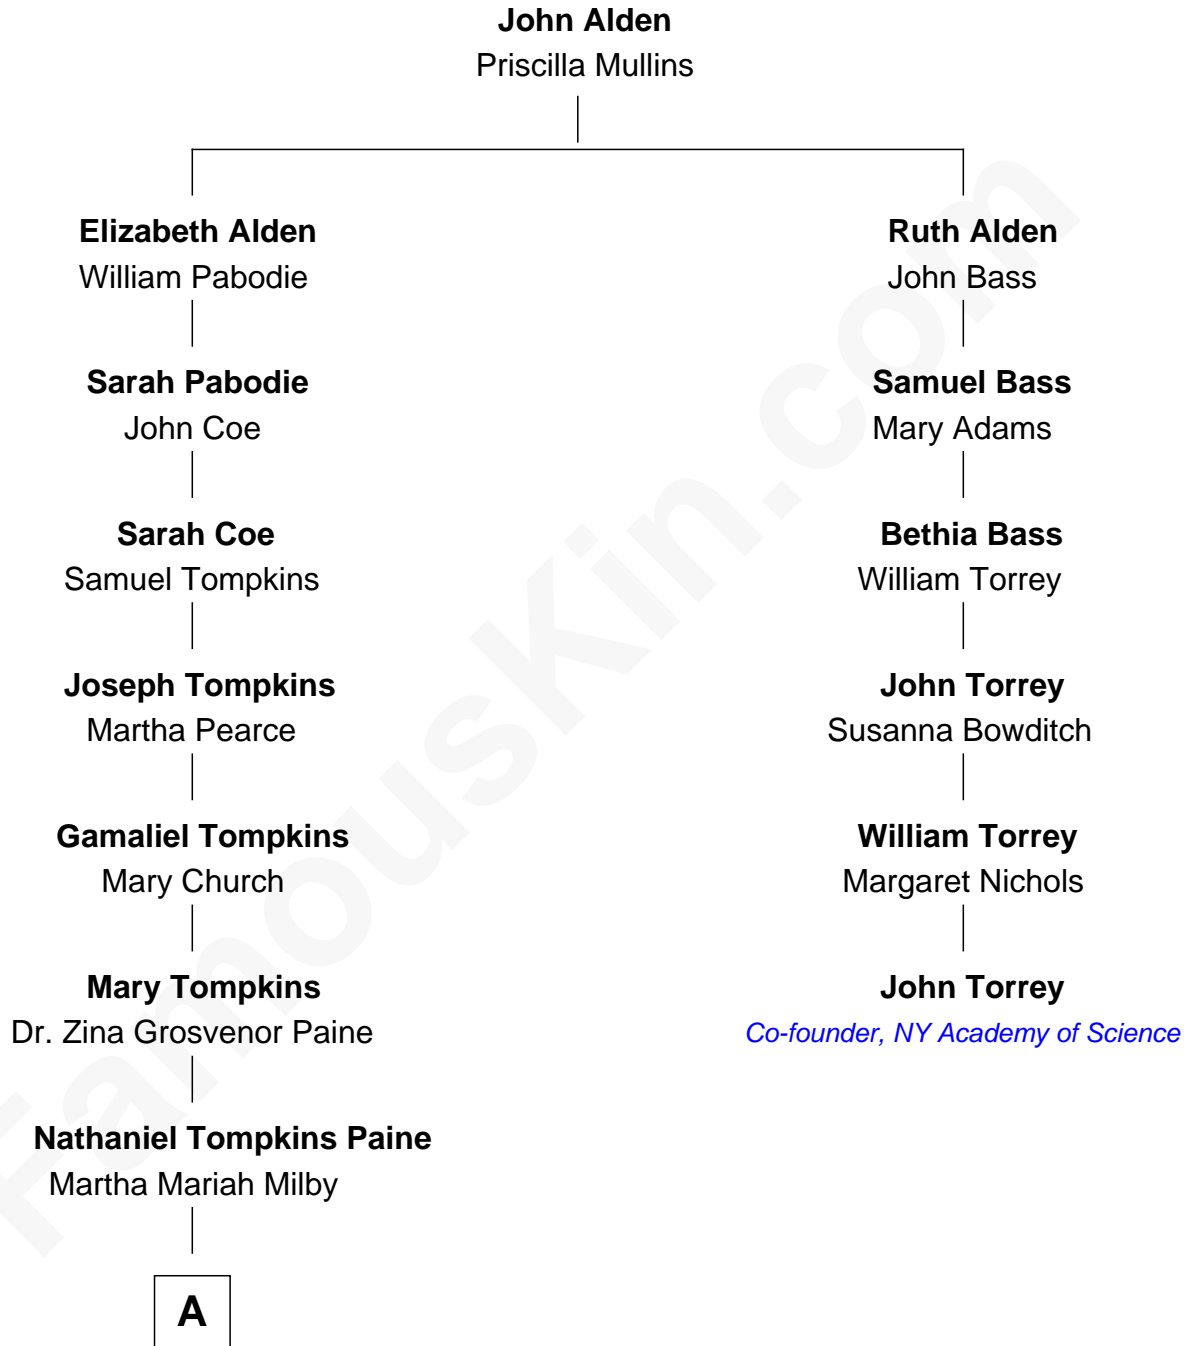 John Alden
Priscilla Mullins
Elizabeth Alden
William Pabodie
Ruth Alden
John Bass
Sarah Pabodie
John Coe
Samuel Bass
Mary Adams
Sarah Coe
Samuel Tompkins
Bethia Bass
William Torrey
Joseph Tompkins
Martha Pearce
John Torrey
Susanna Bowditch
Gamaliel Tompkins
Mary Church
William Torrey
Margaret Nichols
Mary Tompkins
Dr. Zina Grosvenor Paine
John Torrey
Co-founder, NY Academy of Science
Nathaniel Tompkins Paine
Martha Mariah Milby
A
FamousKin.com